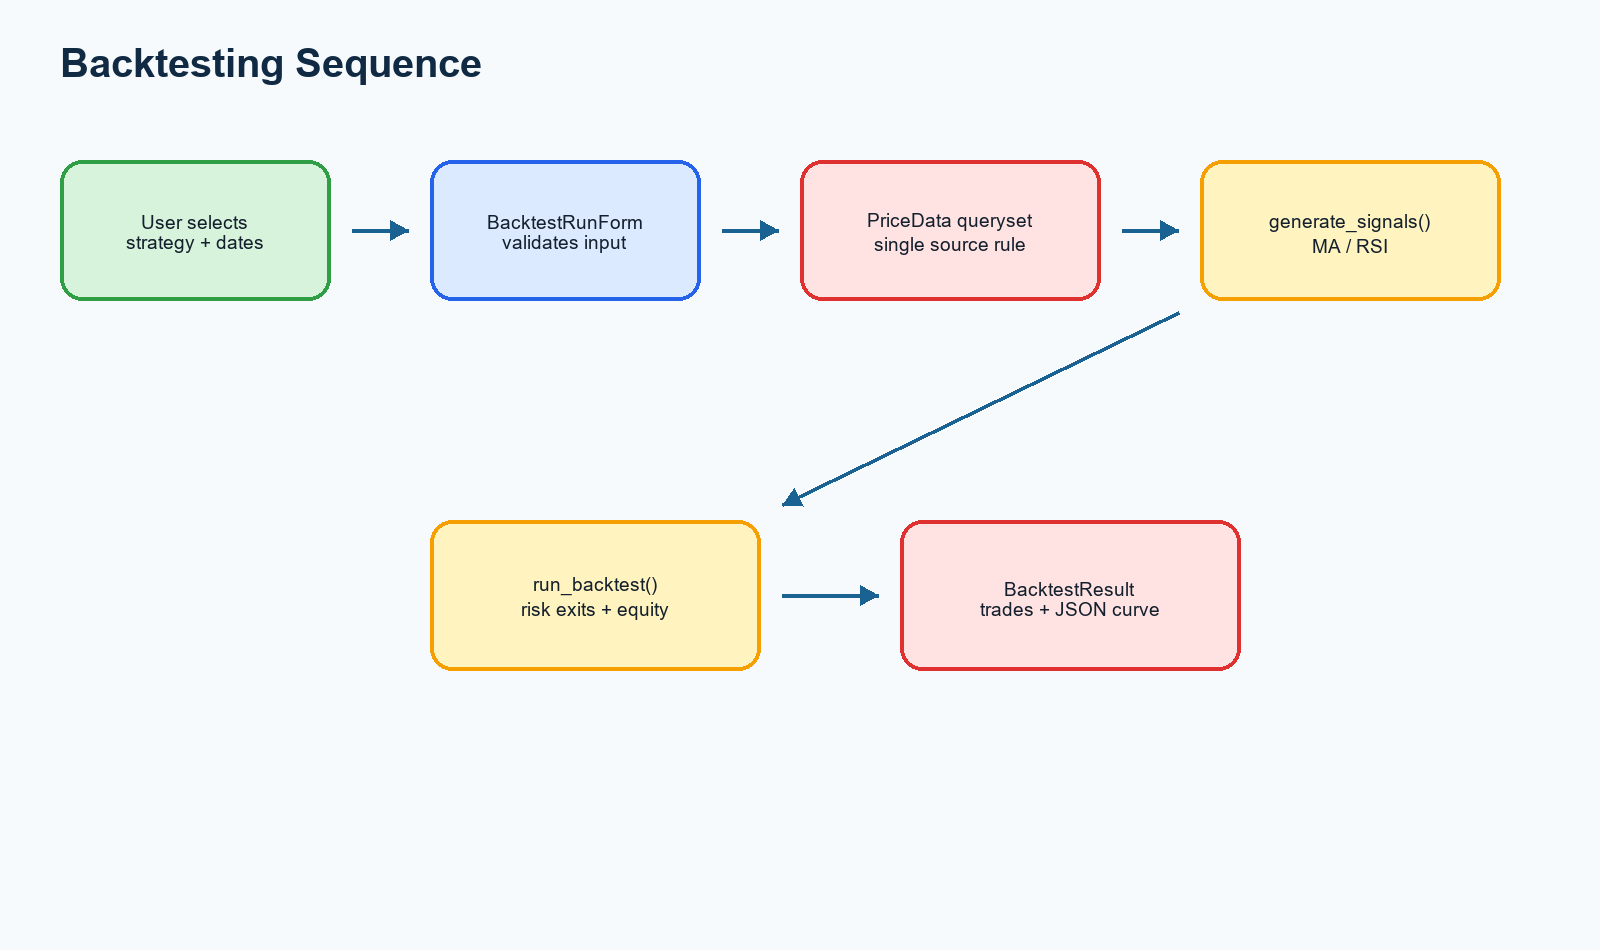 Backtesting Sequence
User selects
strategy + dates
BacktestRunForm
validates input
PriceData queryset
single source rule
generate_signals()
MA / RSI
run_backtest()
risk exits + equity
BacktestResult
trades + JSON curve